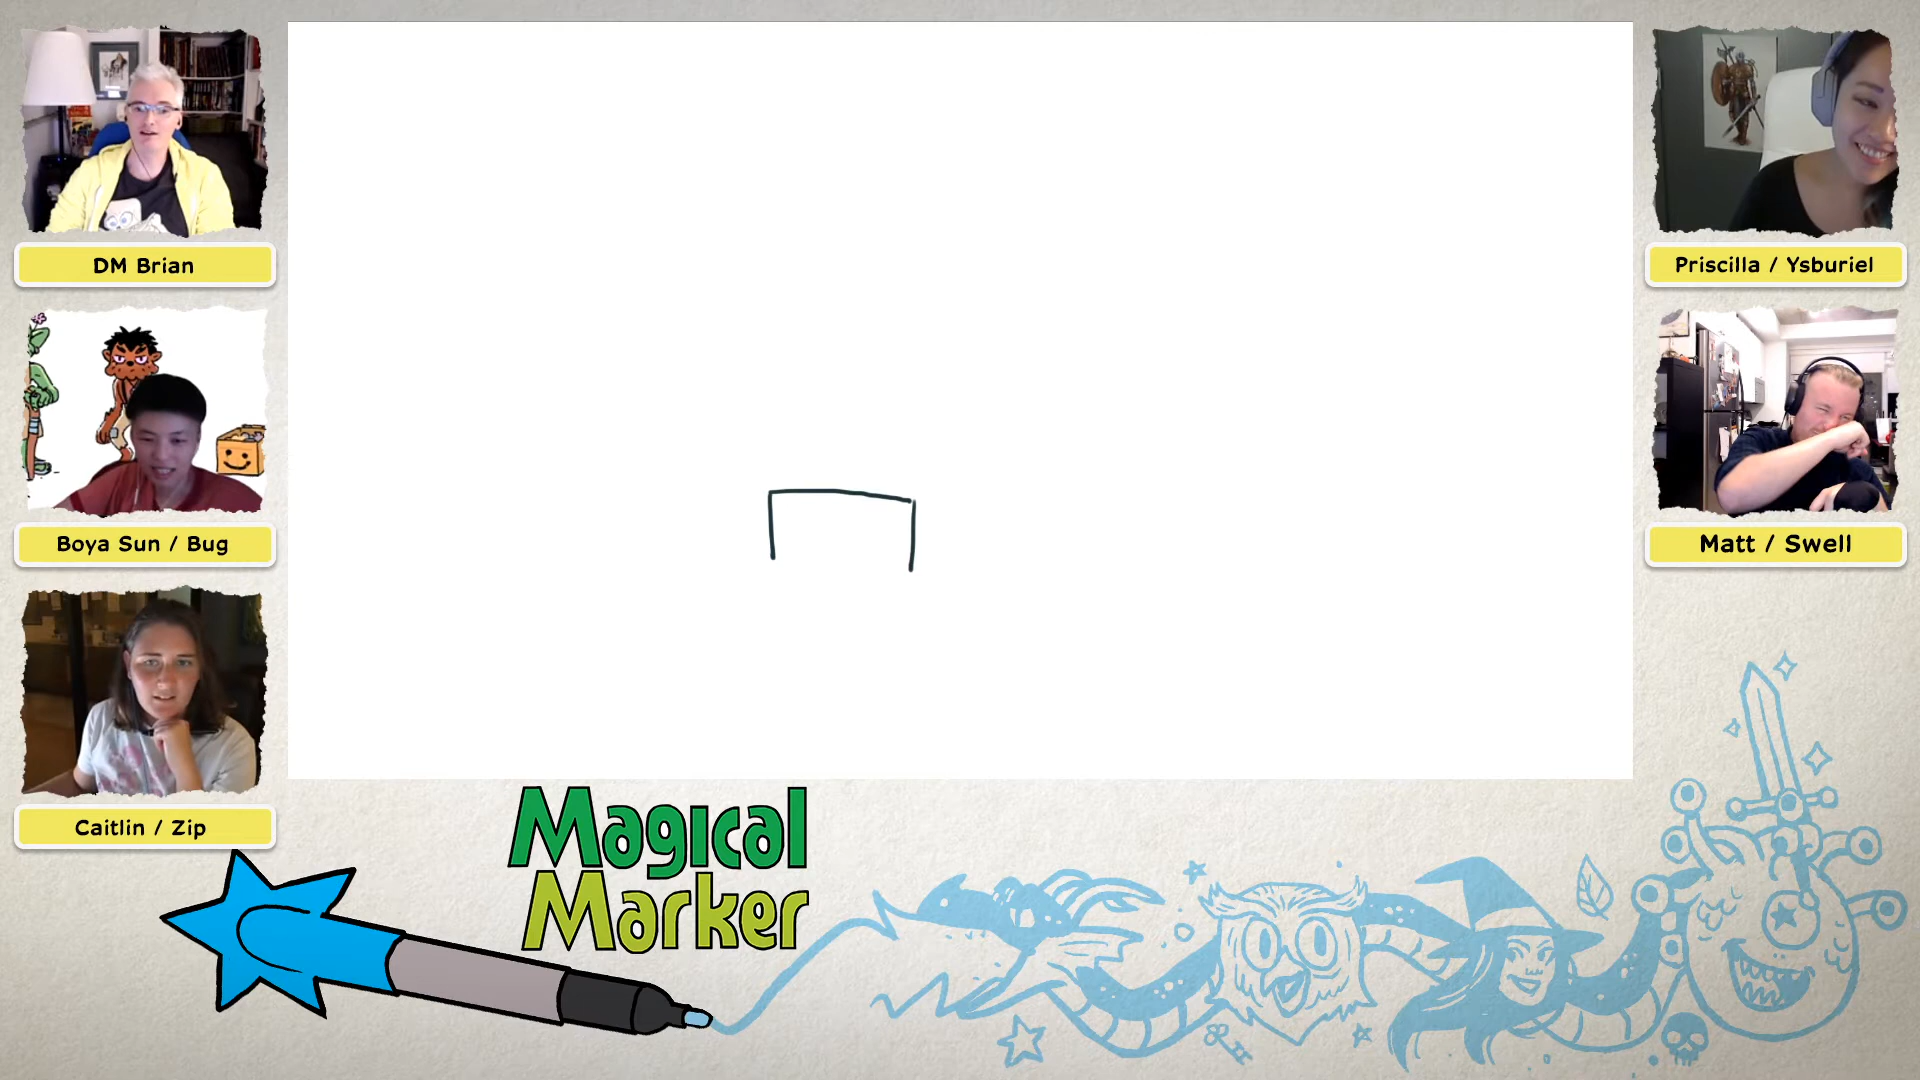 DM Brian
Boya Sun / Bug
Caitlin / Zip
Priscilla / Ysburiel
Matt / Swell
Magical
Marker